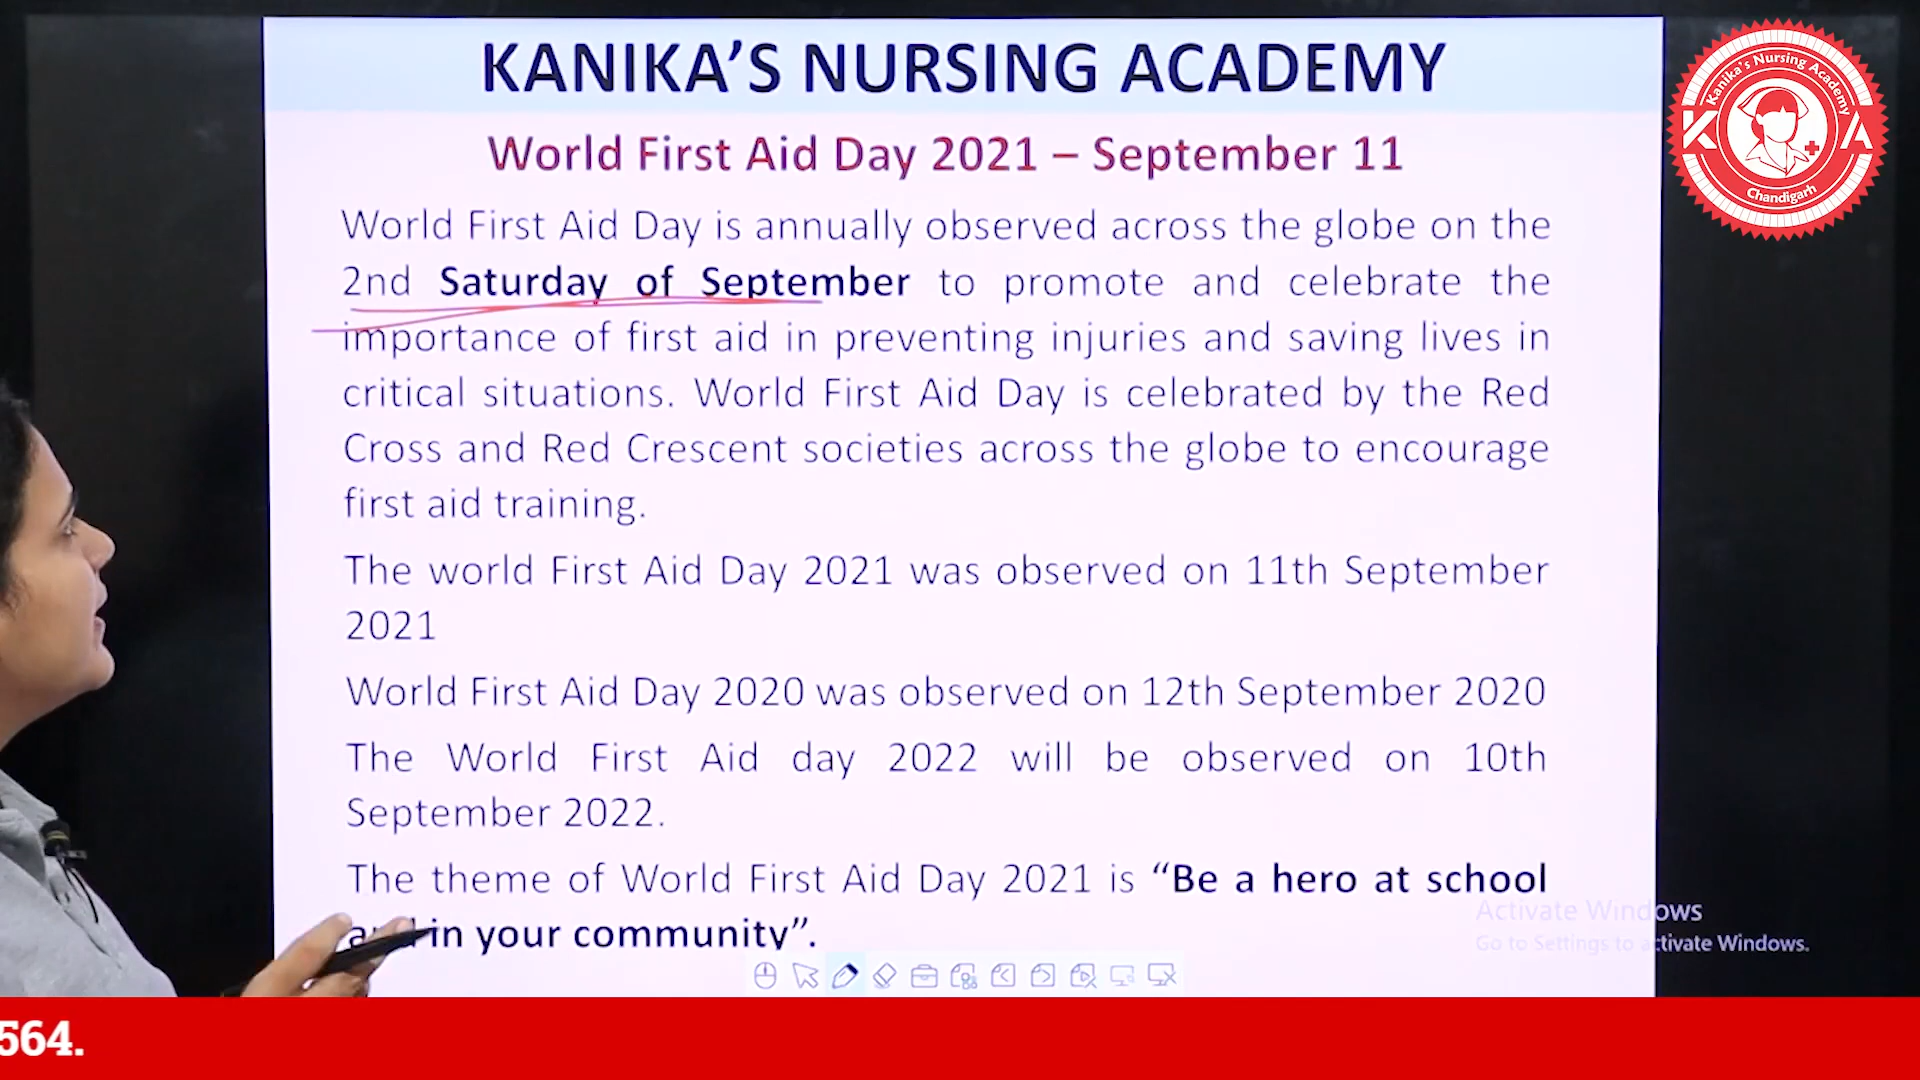 KANIKA'S NURSING ACADEMY
World First Aid Day 2021 – September 11
World First Aid Day is annually observed across the globe on the
2nd Saturday of September to promote and celebrate the
importance of first aid in preventing injuries and saving lives in
critical situations. World First Aid Day is celebrated by the Red
Cross and Red Crescent societies across the globe to encourage
first aid training.
The world First Aid Day 2021 was observed on 11th September
2021
World First Aid Day 2020 was observed on 12th September 2020
The World First Aid day 2022 will be observed on 10th
September 2022.
The theme of World First Aid Day 2021 is “Be a hero at school
and in your community”.
Kanika's Nursing Academy
K A
Chandigarh
Activate Windows
Go to Settings to activate Windows.
564.